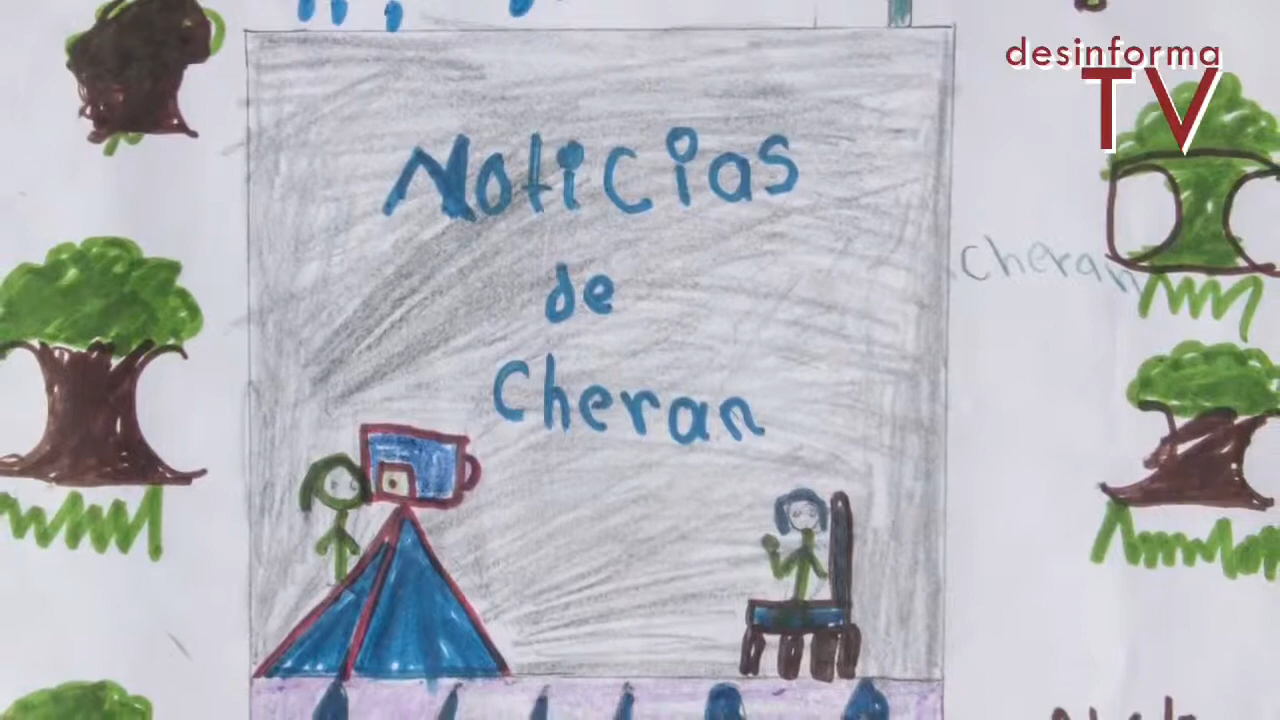 desinforma
TV
Noticias
de
Cheran
Cheran